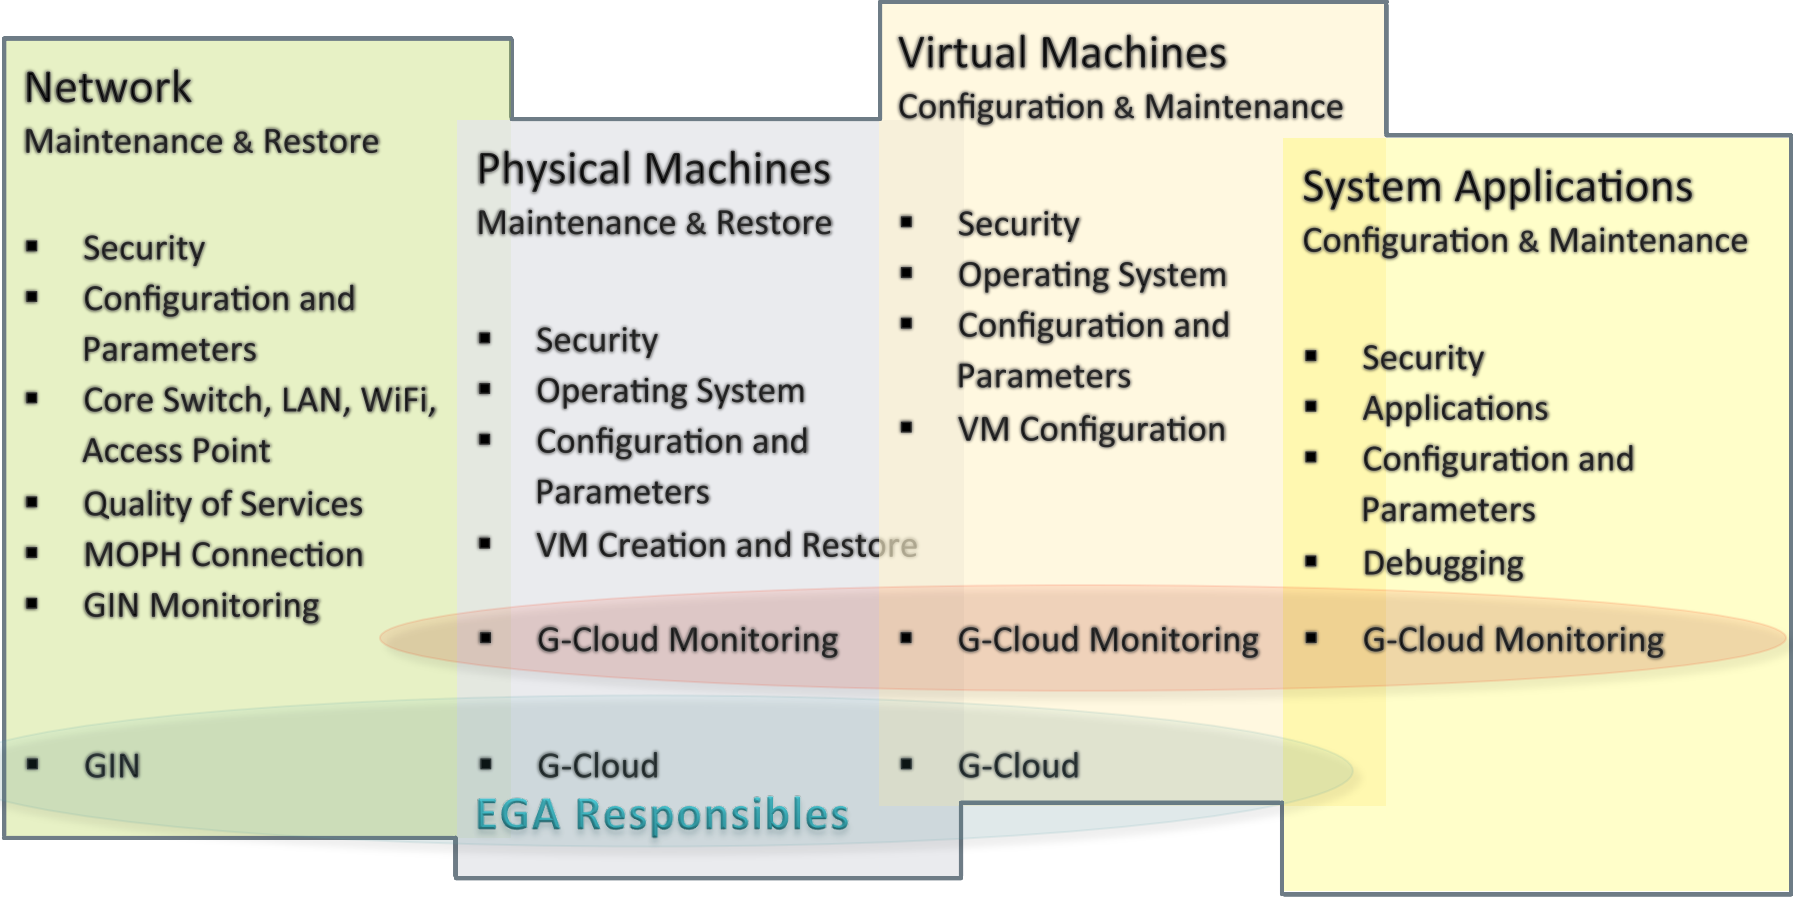 Network
Maintenance & Restore
▪ Security
▪ Configuration and
Parameters
▪ Core Switch, LAN, WiFi,
Access Point
▪ Quality of Services
▪ MOPH Connection
▪ GIN Monitoring
▪ GIN
Physical Machines
Maintenance & Restore
▪ Security
▪ Operating System
▪ Configuration and
Parameters
▪ VM Creation and Restore
▪ G-Cloud Monitoring
▪ G-Cloud
EGA Responsibles
Virtual Machines
Configuration & Maintenance
▪ Security
▪ Operating System
▪ Configuration and
Parameters
▪ VM Configuration
▪ G-Cloud Monitoring
▪ G-Cloud
System Applications
Configuration & Maintenance
▪ Security
▪ Applications
▪ Configuration and
Parameters
▪ Debugging
▪ G-Cloud Monitoring